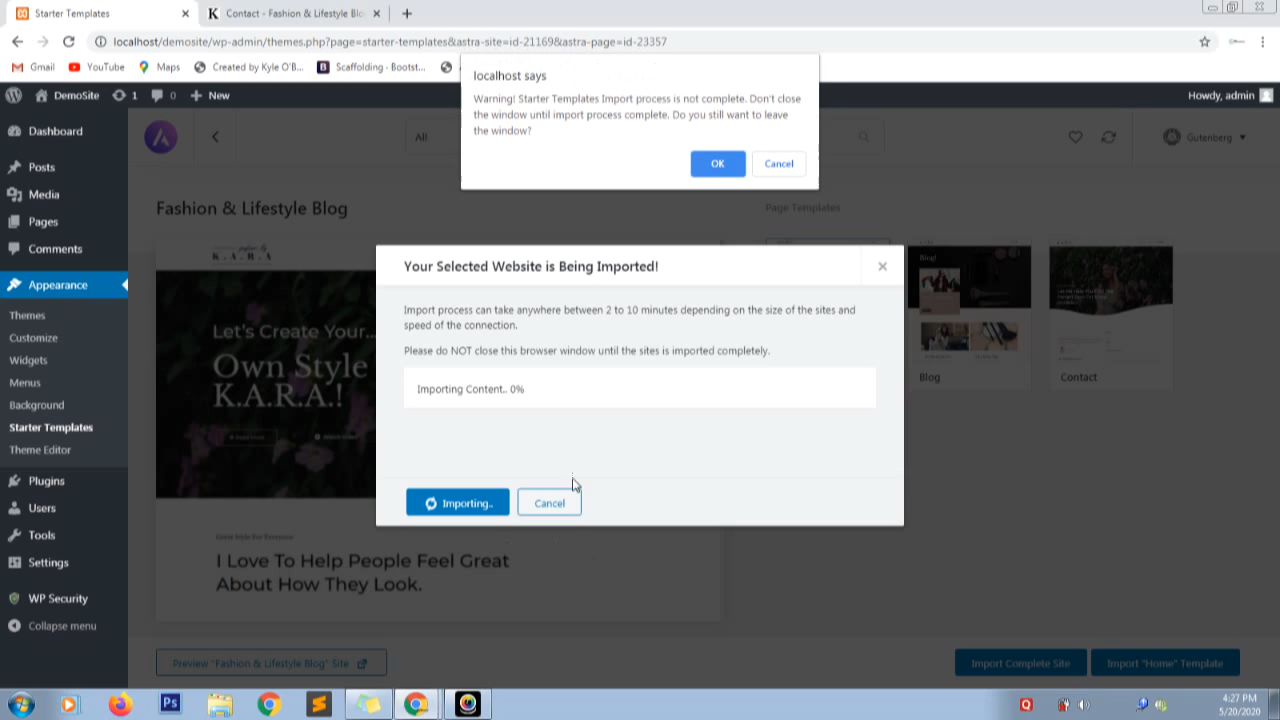 Starter Templates
Contact - Fashion & Lifestyle Blo
localhost/demosite/wp-admin/themes.php?page=starter-templates&astra-site=id-21169&astra-page=id-23357
Gmail
YouTube
Maps
Created by Kyle O'B...
Scaffolding · Bootst...
DemoSite
1
0
New
Howdy, admin
localhost says
Warning! Starter Templates Import process is not complete. Don't close
the window until import process complete. Do you still want to leave
the window?
OK
Cancel
Dashboard
Posts
Media
Pages
Comments
Appearance
Themes
Customize
Widgets
Menus
Background
Starter Templates
Theme Editor
Plugins
Users
Tools
Settings
WP Security
Collapse menu
All
Gutenberg
Fashion & Lifestyle Blog
Page Templates
K.A.R.A
Let's Create Your...
Own Style
K.A.R.A.!
I Love To Help People Feel Great
About How They Look.
Your Selected Website is Being Imported!
Import process can take anywhere between 2 to 10 minutes depending on the size of the sites and
speed of the connection.
Please do NOT close this browser window until the sites is imported completely.
Importing Content.. 0%
Importing..
Cancel
Blog!
Blog
Contact
Preview "Fashion & Lifestyle Blog" Site
Import Complete Site
Import "Home" Template
Ps
4:27 PM
5/20/2020